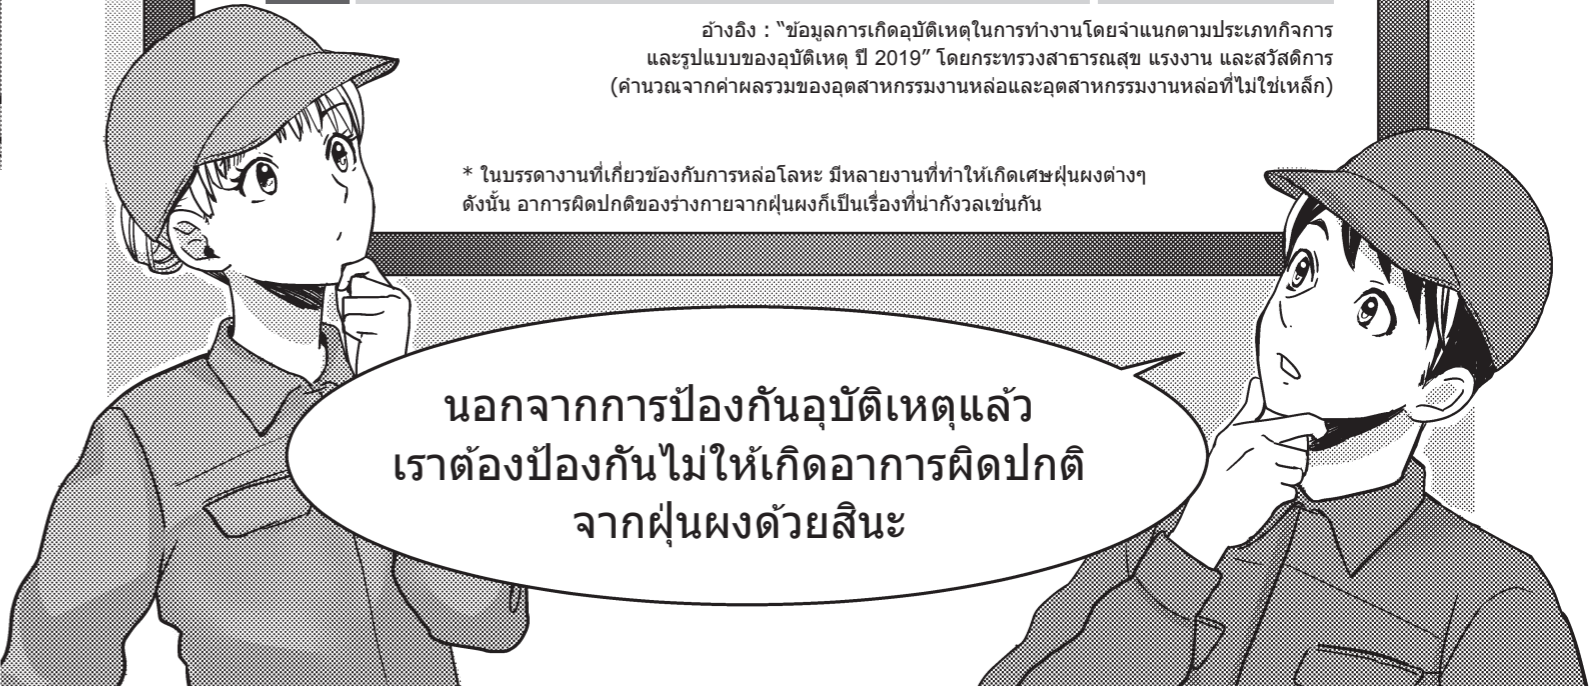 อ้างอิง : “ข้อมูลการเกิดอุบัติเหตุในการทำงานโดยจำแนกตามประเภทกิจการ
และรูปแบบของอุบัติเหตุ ปี 2019” โดยกระทรวงสาธารณสุข แรงงาน และสวัสดิการ
(คำนวณจากค่าผลรวมของอุตสาหกรรมงานหล่อและอุตสาหกรรมงานหล่อที่ไม่ใช่เหล็ก)
* ในบรรดางานที่เกี่ยวข้องกับการหล่อโลหะ มีหลายงานที่ทำให้เกิดเศษฝุ่นผงต่างๆ
ดังนั้น อาการผิดปกติของร่างกายจากฝุ่นผงก็เป็นเรื่องที่น่ากังวลเช่นกัน
นอกจากการป้องกันอุบัติเหตุแล้ว
เราต้องป้องกันไม่ให้เกิดอาการผิดปกติ
จากฝุ่นผงด้วยสินะ